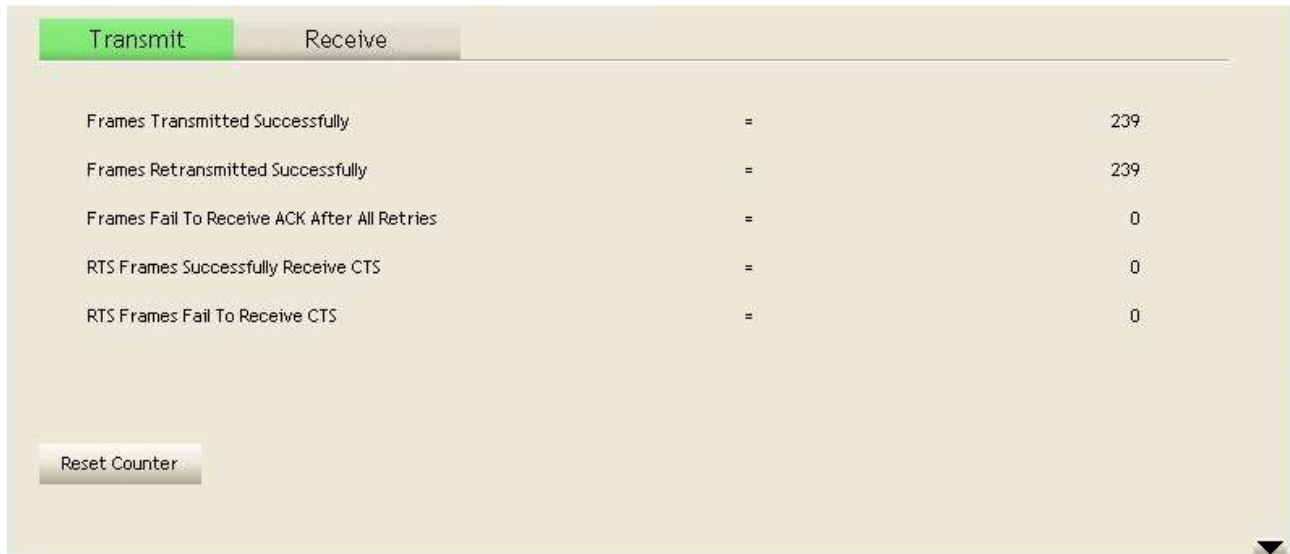 Transmit Receive
Frames Transmitted Successfully = 239
Frames Retransmitted Successfully = 239
Frames Fail To Receive ACK After All Retries = 0
RTS Frames Successfully Receive CTS = 0
RTS Frames Fail To Receive CTS = 0
Reset Counter